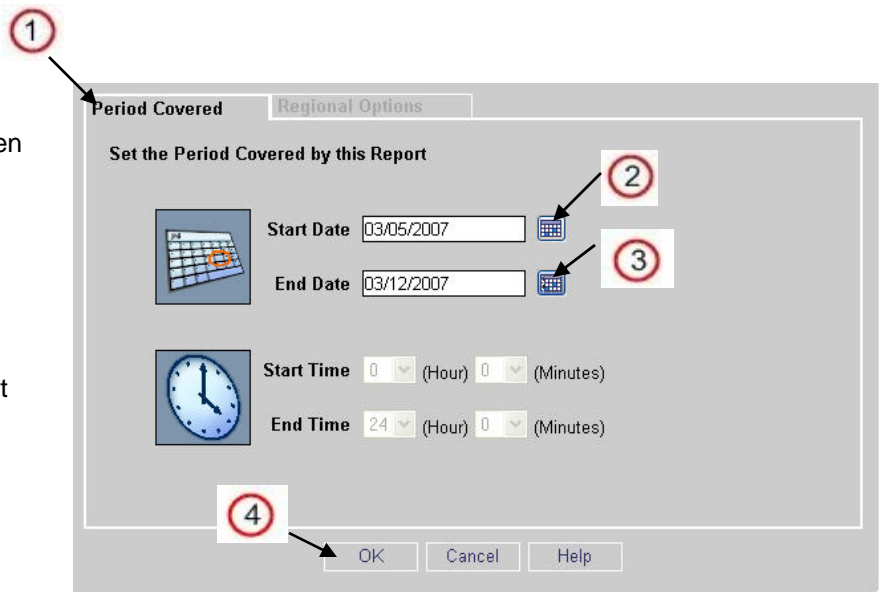 1
Period Covered
Regional Options
en
Set the Period Covered by this Report
2
Start Date 03/05/2007
3
End Date 03/12/2007
Start Time 0 (Hour) 0 (Minutes)
t
End Time 24 (Hour) 0 (Minutes)
4
OK Cancel Help